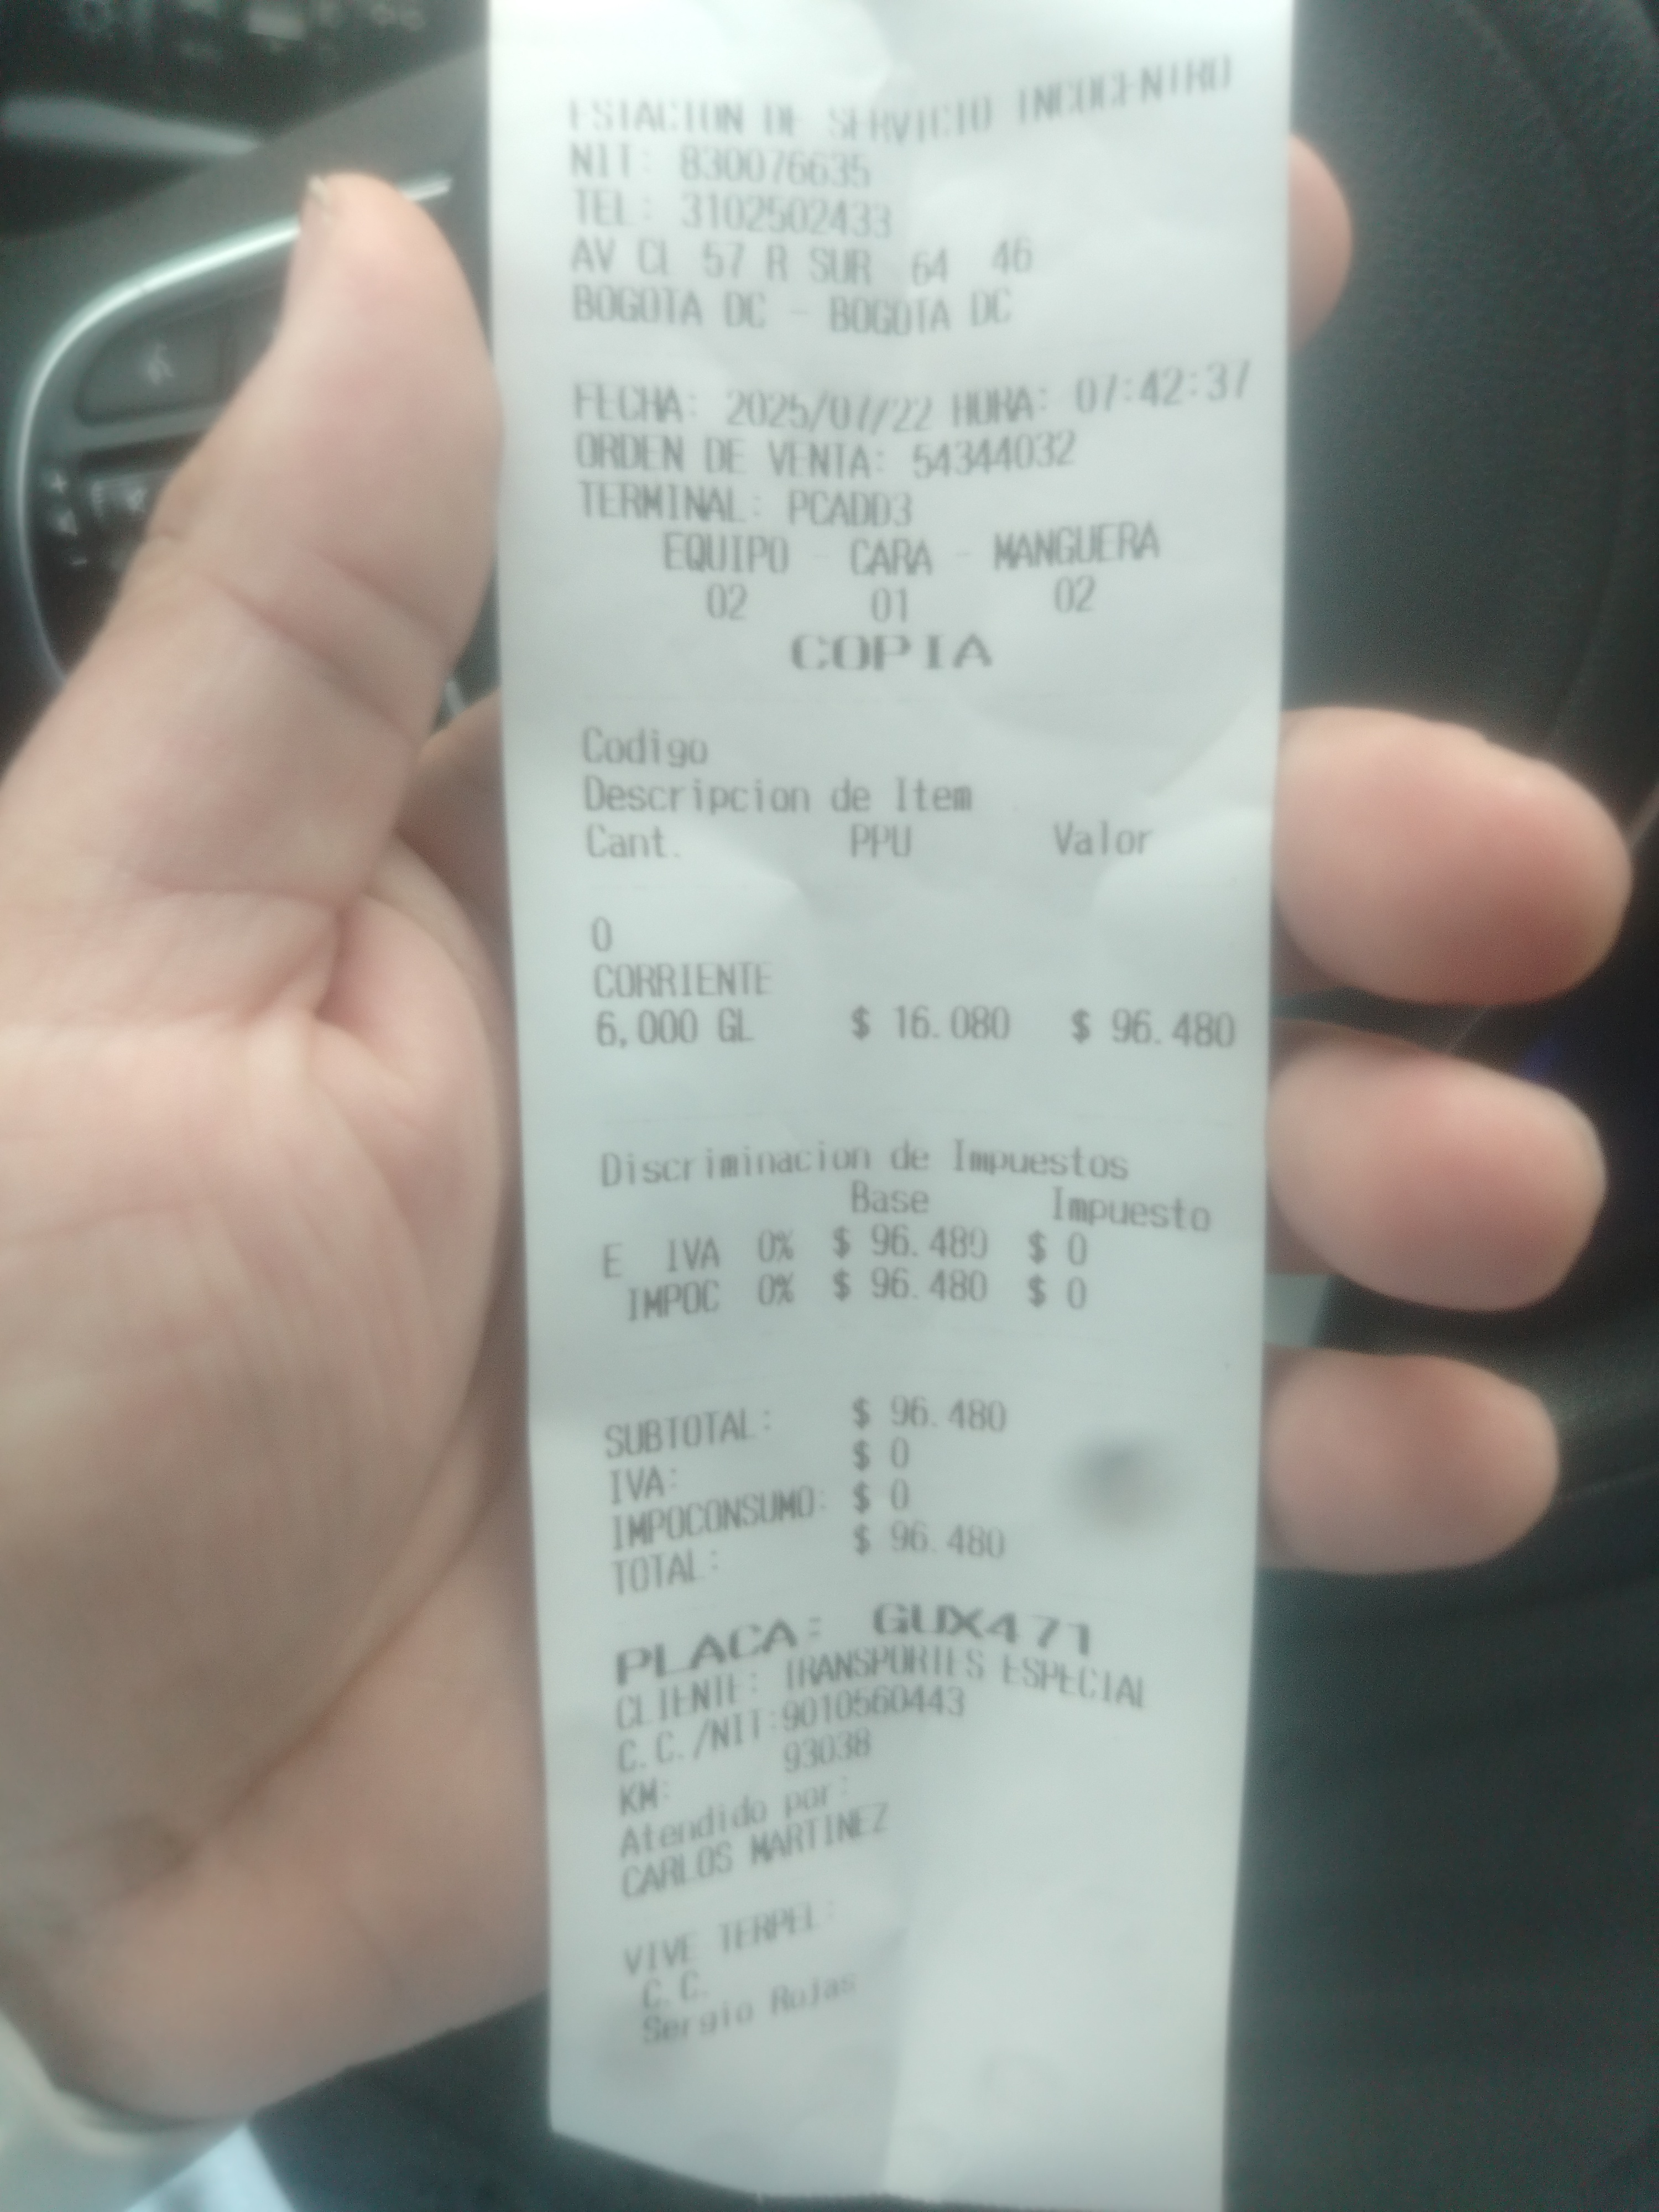 ESTACION DE SERVICIO INCOCENTRO
NIT: 830076635
TEL: 3102502433
AV CL 57 R SUR 64 46
BOGOTA DC - BOGOTA DC
FECHA: 2025/07/22 HORA: 07:42:37
ORDEN DE VENTA: 54344032
TERMINAL: PCADD3
EQUIPO - CARA - MANGUERA
02 01 02
COPIA
Codigo
Descripcion de Item
Cant. PPU Valor
0
CORRIENTE
6,000 GL $ 16.080 $ 96.480
Discriminacion de Impuestos
Base Impuesto
E IVA 0% $ 96.480 $ 0
IMPOC 0% $ 96.480 $ 0
SUBTOTAL: $ 96.480
IVA: $ 0
IMPOCONSUMO: $ 0
TOTAL: $ 96.480
PLACA: GUX471
CLIENTE: TRANSPORTES ESPECIAL
C.C./NIT:9010560443
KM: 93038
Atendido por:
CARLOS MARTINEZ
VIVE TERPEL:
C.C.
Sergio Rojas